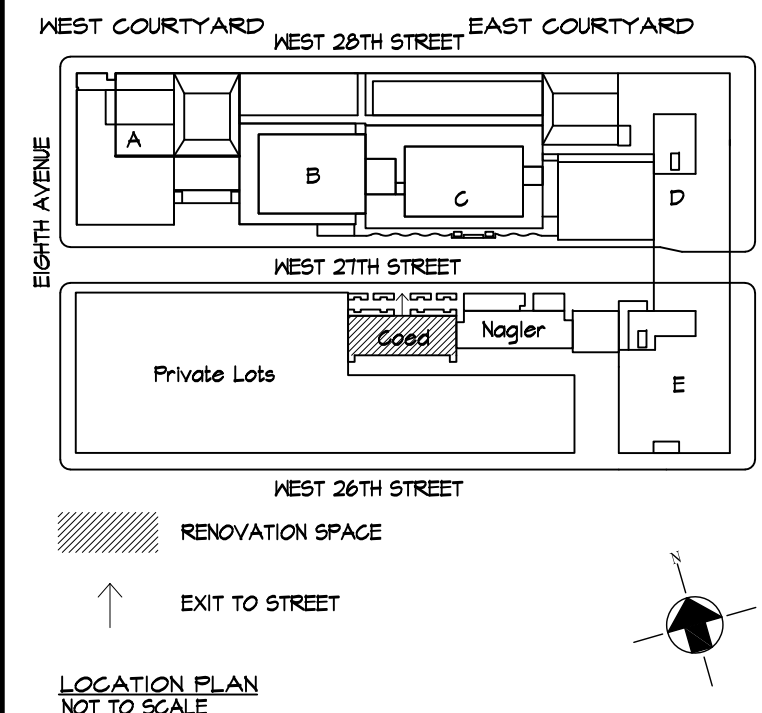 WEST COURTYARD
EAST COURTYARD
WEST 28TH STREET
A
B
C
D
EIGHTH AVENUE
WEST 27TH STREET
Coed
Nagler
Private Lots
E
WEST 26TH STREET
RENOVATION SPACE
EXIT TO STREET
N
LOCATION PLAN
NOT TO SCALE